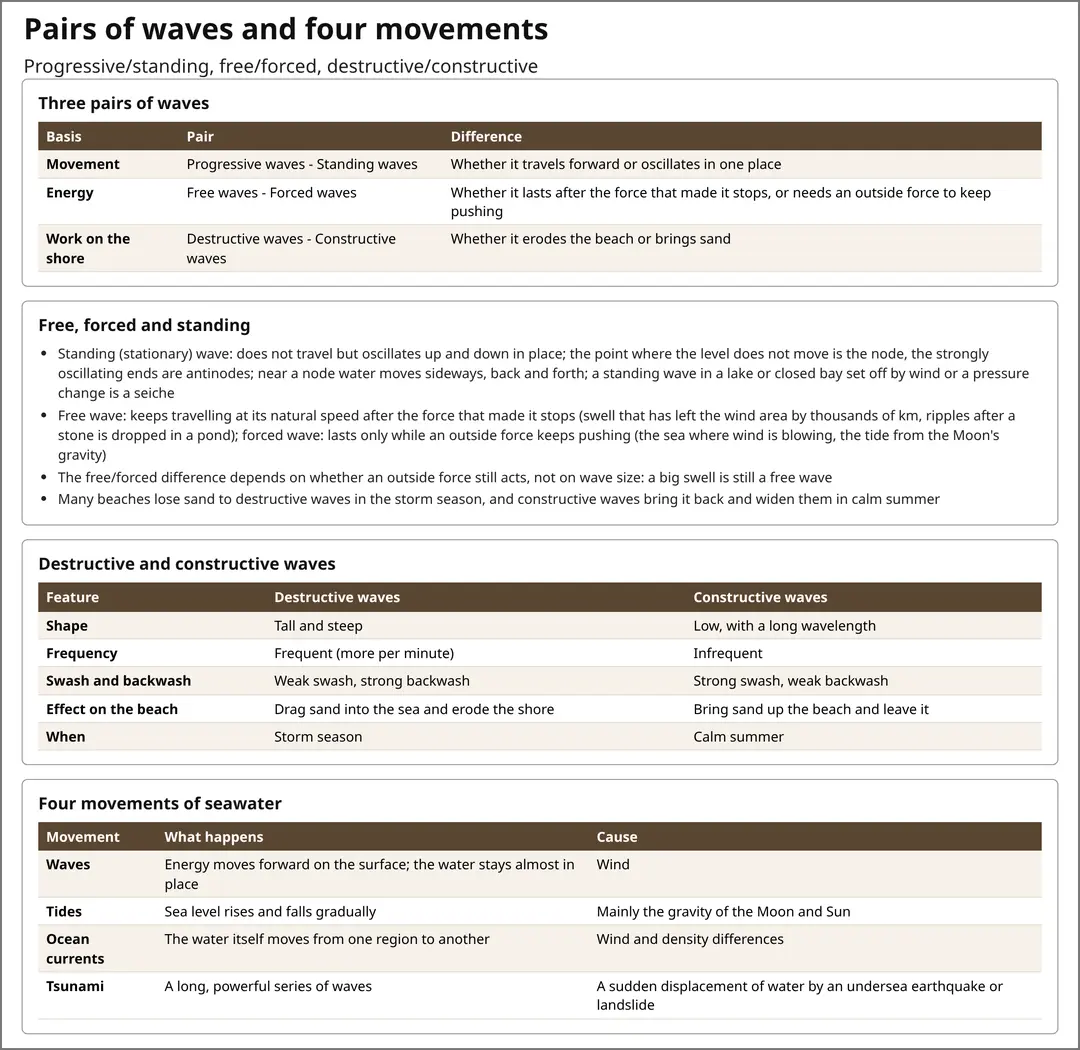 Pairs of waves and four movements
Progressive/standing, free/forced, destructive/constructive
Three pairs of waves
Basis Pair Difference
Movement Progressive waves - Standing waves Whether it travels forward or oscillates in one place
Energy Free waves - Forced waves Whether it lasts after the force that made it stops, or needs an outside force to keep
pushing
Work on the Destructive waves - Constructive Whether it erodes the beach or brings sand
shore waves
Free, forced and standing
• Standing (stationary) wave: does not travel but oscillates up and down in place; the point where the level does not move is the node, the strongly
oscillating ends are antinodes; near a node water moves sideways, back and forth; a standing wave in a lake or closed bay set off by wind or a pressure
change is a seiche
• Free wave: keeps travelling at its natural speed after the force that made it stops (swell that has left the wind area by thousands of km, ripples after a
stone is dropped in a pond); forced wave: lasts only while an outside force keeps pushing (the sea where wind is blowing, the tide from the Moon's
gravity)
• The free/forced difference depends on whether an outside force still acts, not on wave size: a big swell is still a free wave
• Many beaches lose sand to destructive waves in the storm season, and constructive waves bring it back and widen them in calm summer
Destructive and constructive waves
Feature Destructive waves Constructive waves
Shape Tall and steep Low, with a long wavelength
Frequency Frequent (more per minute) Infrequent
Swash and backwash Weak swash, strong backwash Strong swash, weak backwash
Effect on the beach Drag sand into the sea and erode the shore Bring sand up the beach and leave it
When Storm season Calm summer
Four movements of seawater
Movement What happens Cause
Waves Energy moves forward on the surface; the water stays almost in Wind
place
Tides Sea level rises and falls gradually Mainly the gravity of the Moon and Sun
Ocean The water itself moves from one region to another Wind and density differences
currents
Tsunami A long, powerful series of waves A sudden displacement of water by an undersea earthquake or
landslide